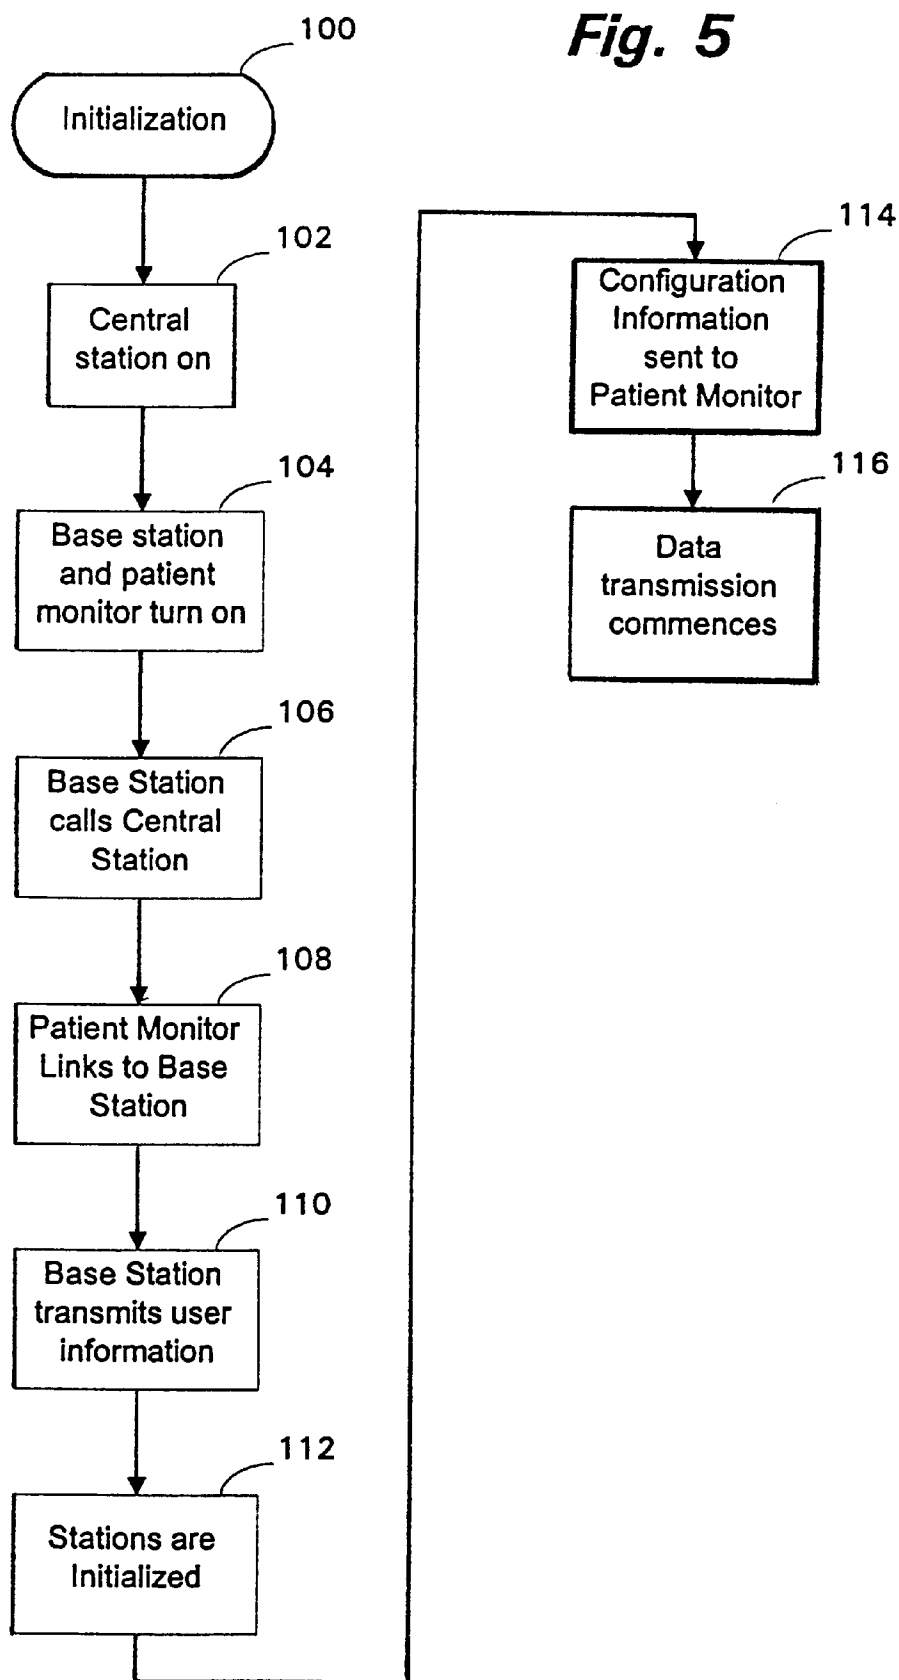 Fig. 5
100
Initialization
102
Central
station on
104
Base station
and patient
monitor turn on
106
Base Station
calls Central
Station
108
Patient Monitor
Links to Base
Station
110
Base Station
transmits user
information
112
Stations are
Initialized
114
Configuration
Information
sent to
Patient Monitor
116
Data
transmission
commences